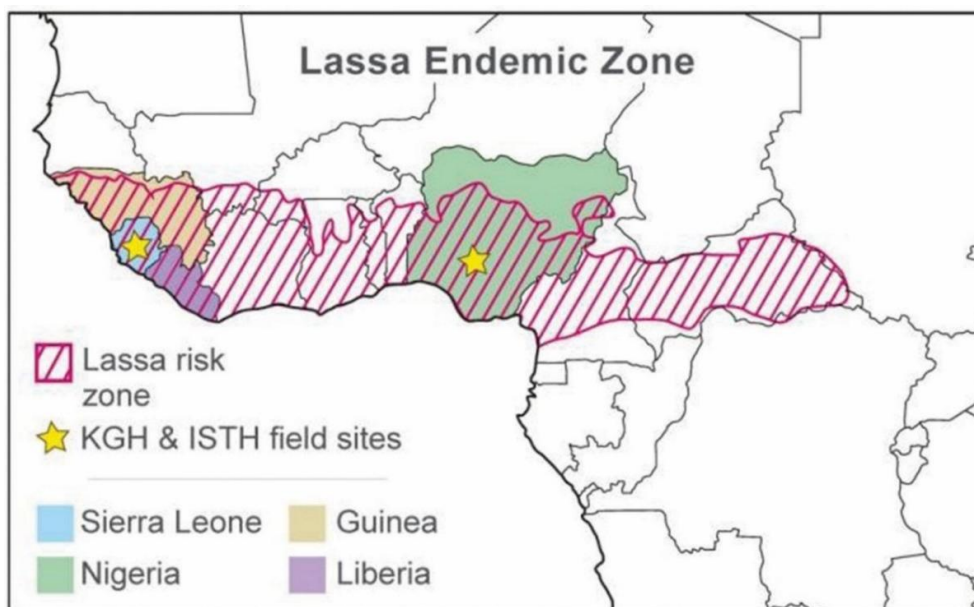 Lassa Endemic Zone
Lassa risk
zone
KGH & ISTH field sites
Sierra Leone
Guinea
Nigeria
Liberia